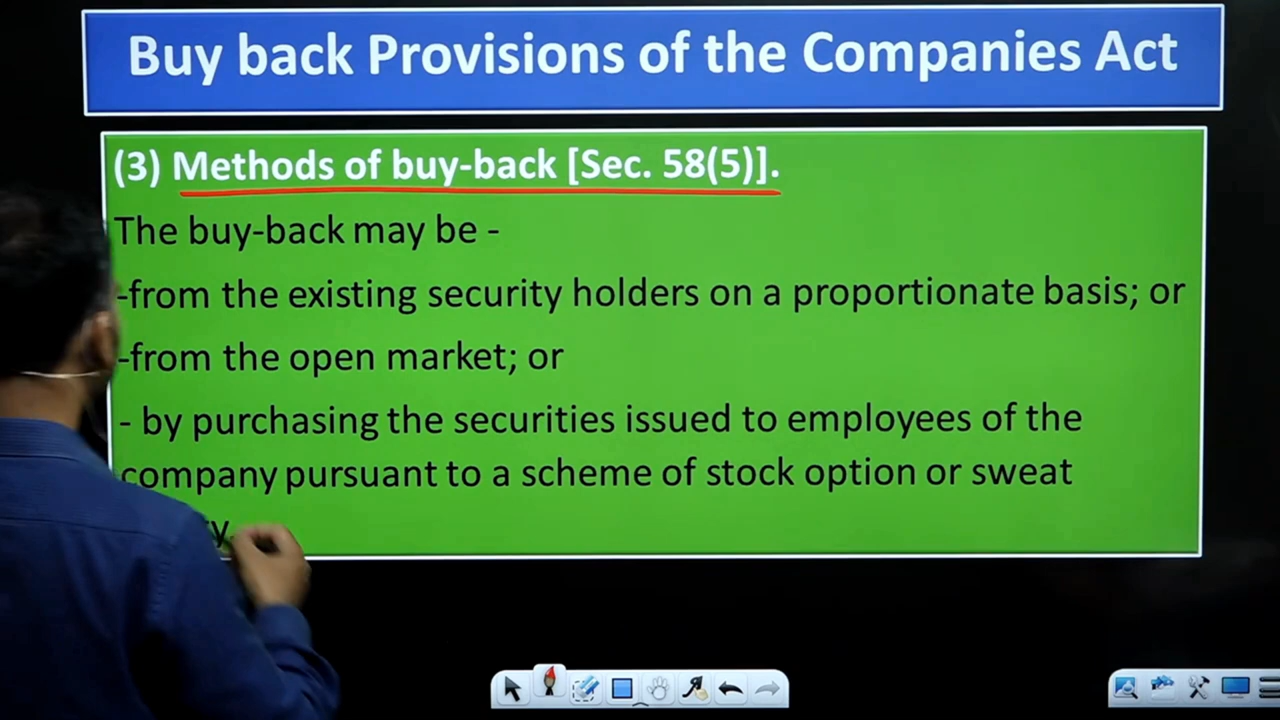 Buy back Provisions of the Companies Act
(3) Methods of buy-back [Sec. 58(5)].
The buy-back may be -
-from the existing security holders on a proportionate basis; or
-from the open market; or
- by purchasing the securities issued to employees of the
company pursuant to a scheme of stock option or sweat